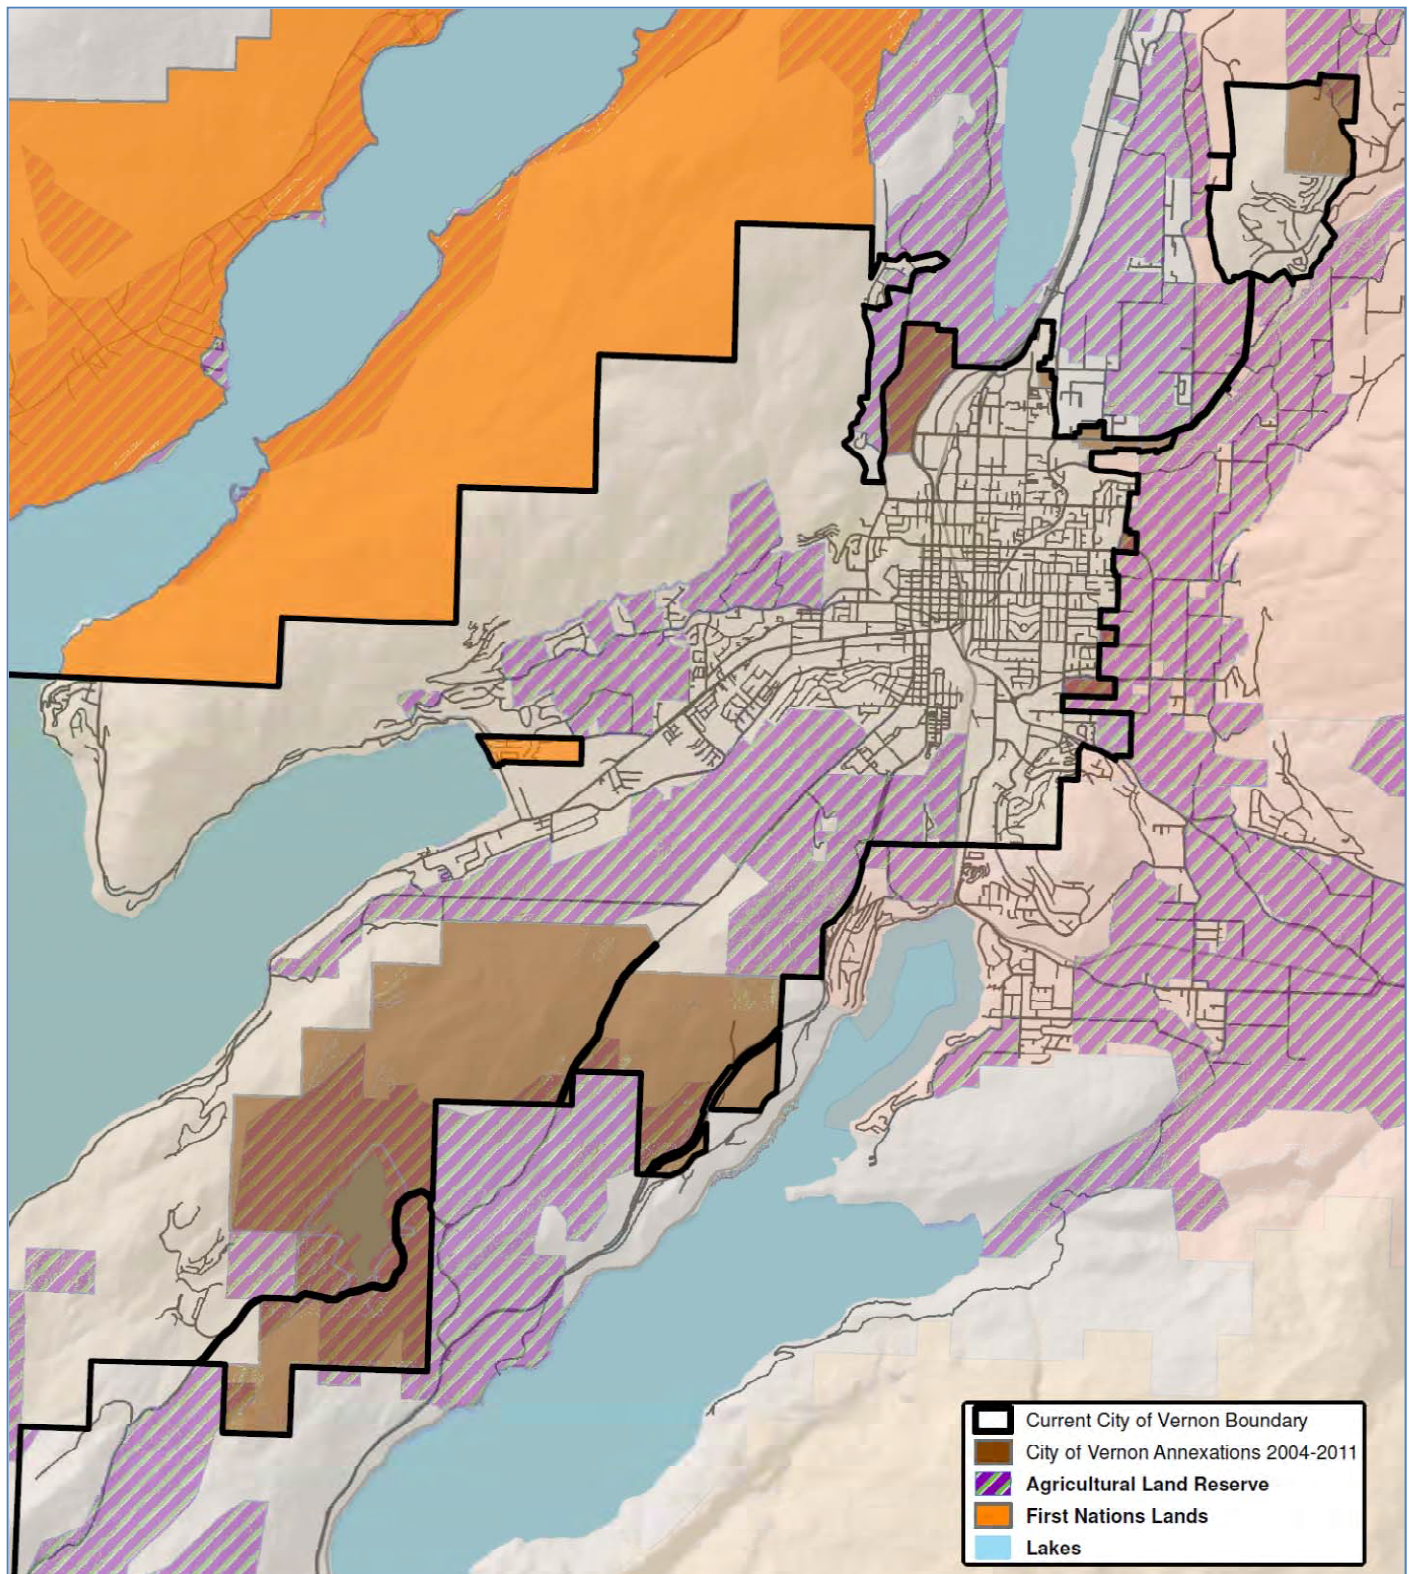 Current City of Vernon Boundary
City of Vernon Annexations 2004-2011
Agricultural Land Reserve
First Nations Lands
Lakes